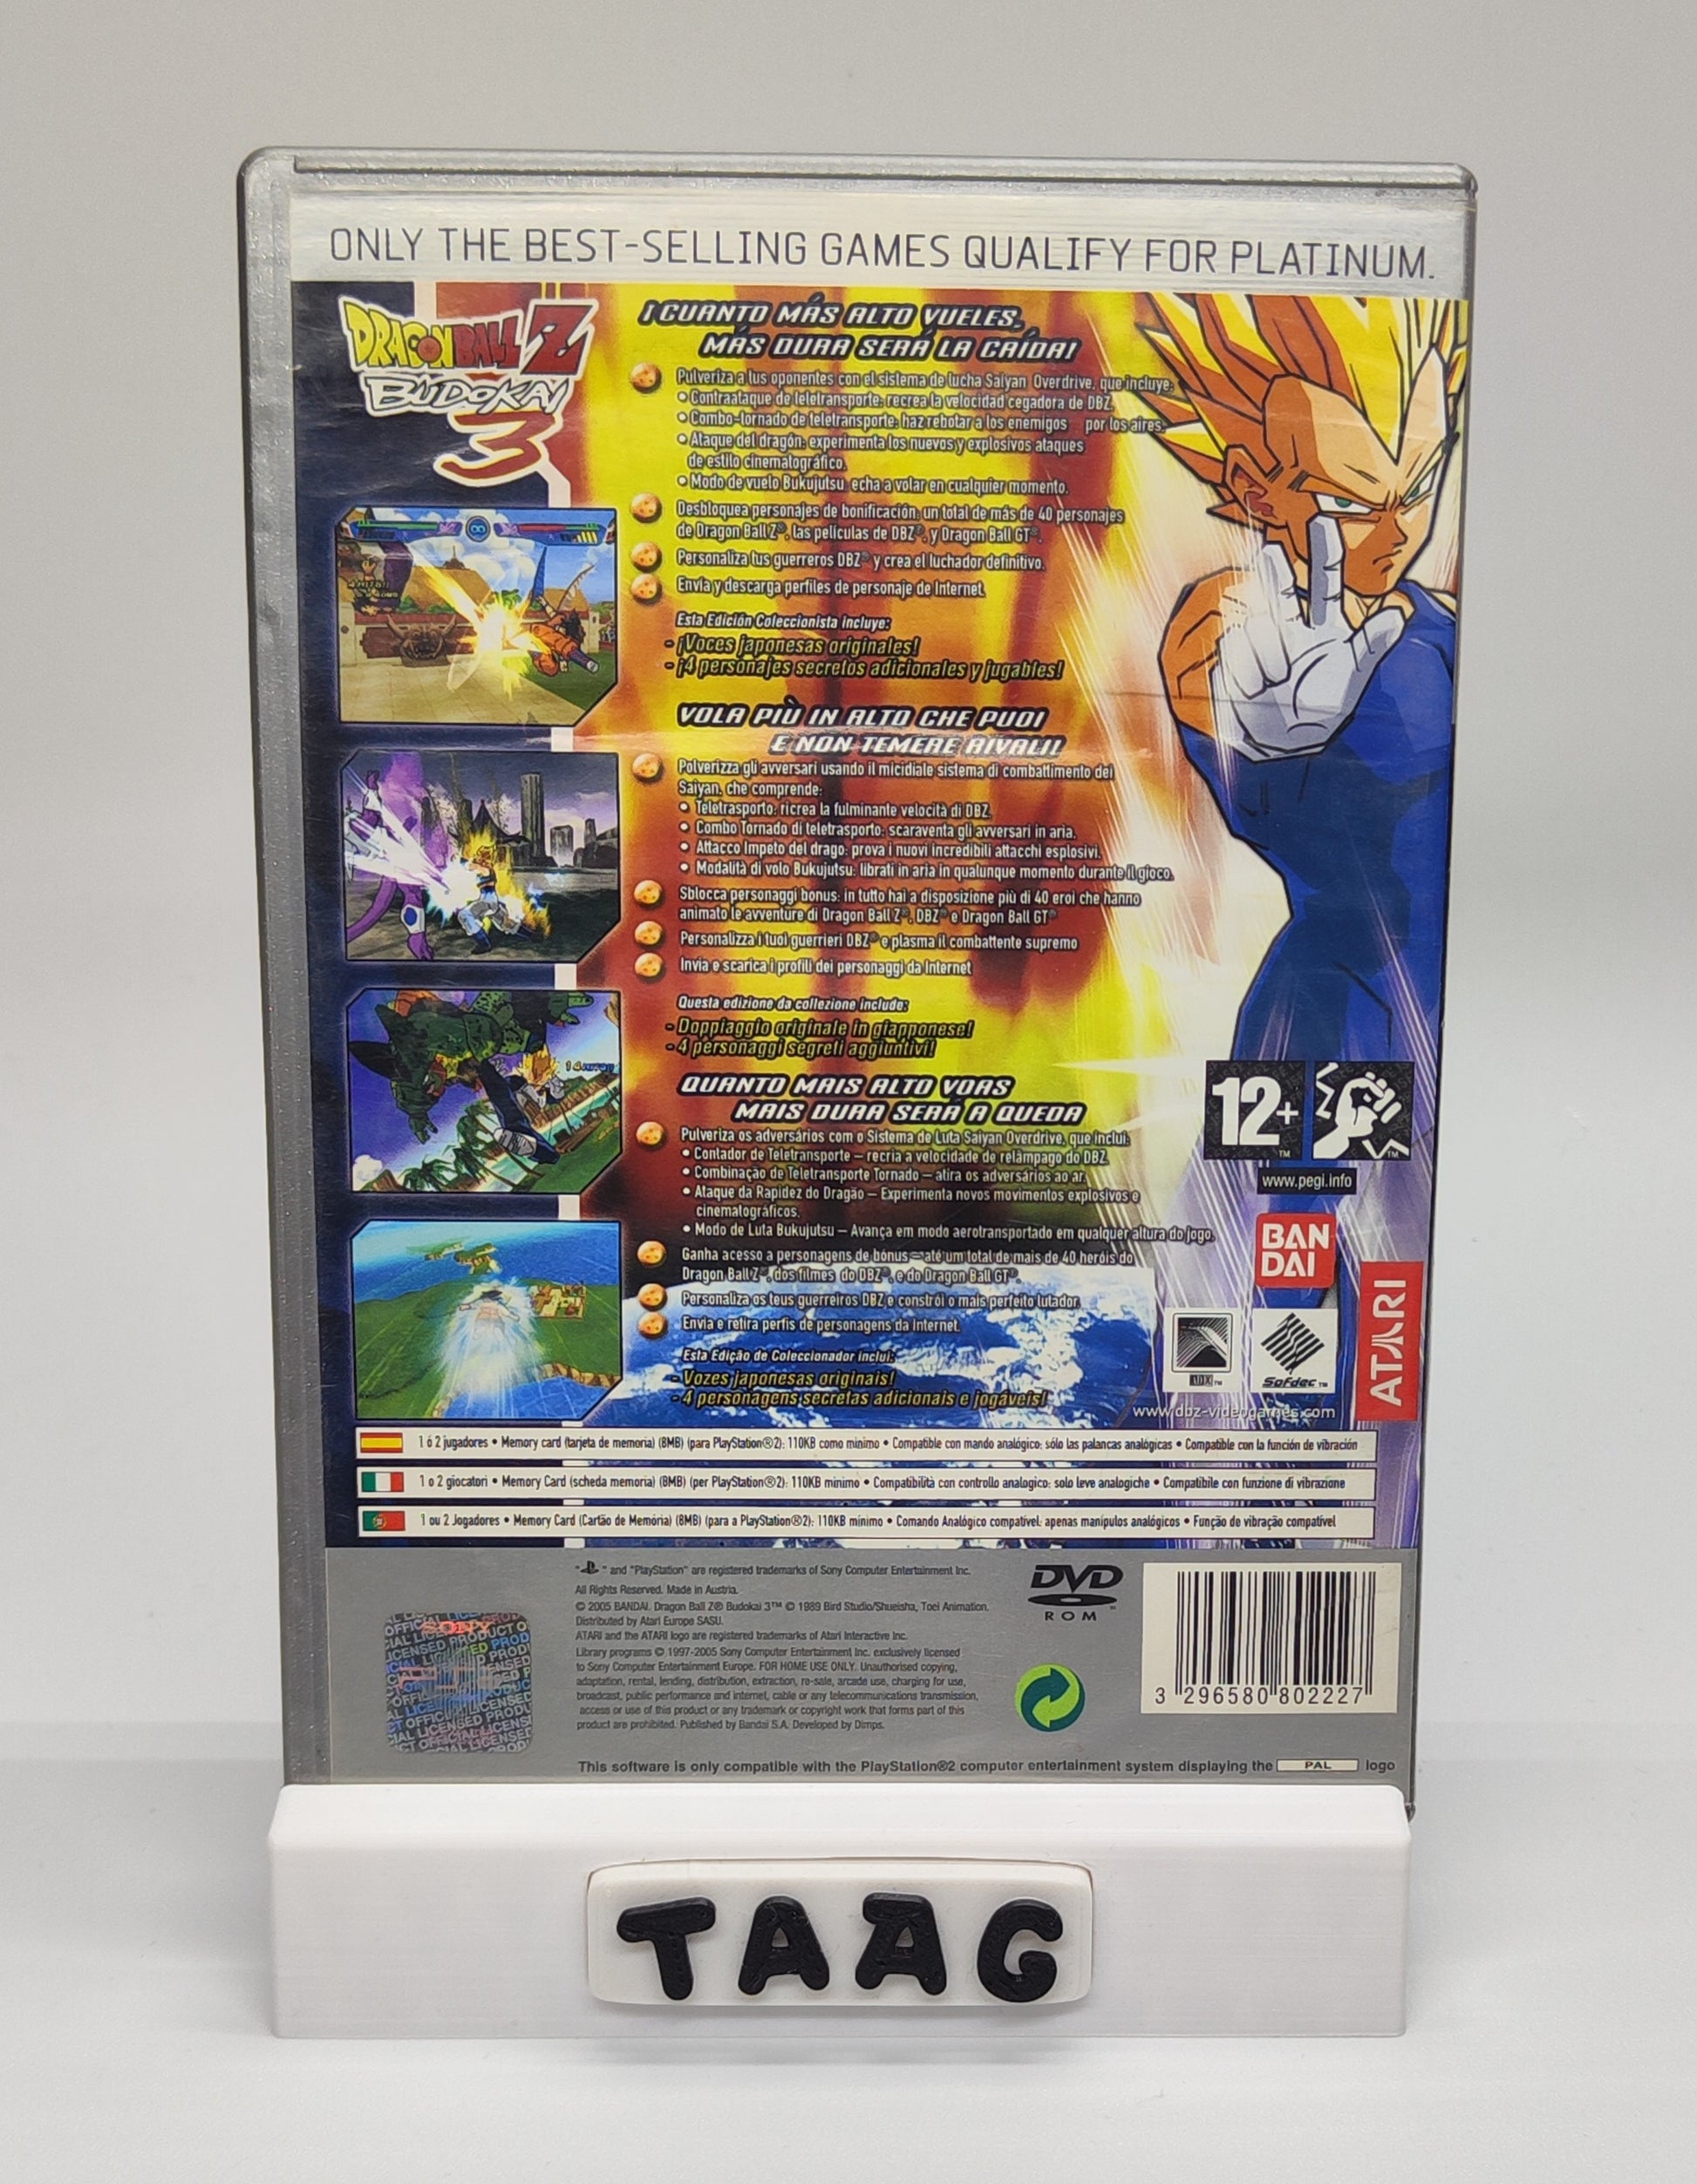 ONLY THE BEST-SELLING GAMES QUALIFY FOR PLATINUM.
DRAGON BALL Z
BUDOKAI
3
¡CUANTO MÁS ALTO VUELES,
MÁS DURA SERÁ LA CAÍDA!
Pulveriza a tus oponentes con el sistema de lucha Saiyan Overdrive, que incluye:
• Contraataque de teletransporte: recrea la velocidad cegadora de DBZ.
• Combo-tornado de teletransporte: haz rebotar a los enemigos por los aires.
• Ataque del dragón: experimenta los nuevos y explosivos ataques
de estilo cinematográfico.
• Modo de vuelo Bukujutsu: echa a volar en cualquier momento.
Desbloquea personajes de bonificación: un total de más de 40 personajes
de Dragon Ball Z®, las películas de DBZ®, y Dragon Ball GT®.
Personaliza tus guerreros DBZ® y crea el luchador definitivo.
Envía y descarga perfiles de personaje de Internet.
Esta Edición Coleccionista incluye:
- ¡Voces japonesas originales!
- ¡4 personajes secretos adicionales y jugables!
VOLA PIÙ IN ALTO CHE PUOI
E NON TEMERE RIVALI!
Polverizza gli avversari usando il micidiale sistema di combattimento dei
Saiyan, che comprende:
• Teletrasporto: ricrea la fulminante velocità di DBZ.
• Combo Tornado di teletrasporto: scaraventa gli avversari in aria.
• Attacco Impeto del drago: prova i nuovi incredibili attacchi esplosivi.
• Modalità di volo Bukujutsu: librati in aria in qualunque momento durante il gioco.
Sblocca personaggi bonus: in tutto hai a disposizione più di 40 eroi che hanno
animato le avventure di Dragon Ball Z®, DBZ® e Dragon Ball GT®
Personalizza i tuoi guerrieri DBZ® e plasma il combattente supremo
Invia e scarica i profili dei personaggi da Internet
Questa edizione da collezione include:
- Doppiaggio originale in giapponese!
- 4 personaggi segreti aggiuntivi!
QUANTO MAIS ALTO VOAS
MAIS DURA SERÁ A QUEDA
Pulveriza os adversários com o Sistema de Luta Saiyan Overdrive, que inclui:
• Contador de Teletransporte – recria a velocidade de relâmpago do DBZ.
• Combinação de Teletransporte Tornado – atira os adversários ao ar.
• Ataque da Rapidez do Dragão – Experimenta novos movimentos explosivos e
cinematográficos.
• Modo de Luta Bukujutsu – Avança em modo aerotransportado em qualquer altura do jogo.
Ganha acesso a personagens de bónus – até um total de mais de 40 heróis do
Dragon Ball Z®, dos filmes do DBZ®, e do Dragon Ball GT®.
Personaliza os teus guerreiros DBZ e constrói o mais perfeito lutador.
Envia e retira perfis de personagens da Internet.
Esta Edição de Coleccionador inclui:
- Vozes japonesas originais!
- 4 personagens secretas adicionais e jogáveis!
12+
www.pegi.info
BAN
DAI
ATARI
ADX™
Sofdec™
www.dbz-videogames.com
1 ó 2 jugadores • Memory card (tarjeta de memoria) (8MB) (para PlayStation®2): 110KB como mínimo • Compatible con mando analógico: sólo las palancas analógicas • Compatible con la función de vibración
1 o 2 giocatori • Memory Card (scheda memoria) (8MB) (per PlayStation®2): 110KB minimo • Compatibilità con controllo analogico: solo leve analogiche • Compatibile con funzione di vibrazione
1 ou 2 Jogadores • Memory Card (Cartão de Memória) (8MB) (para a PlayStation®2): 110KB mínimo • Comando Analógico compatível: apenas manípulos analógicos • Função de vibração compatível
" " and "PlayStation" are registered trademarks of Sony Computer Entertainment Inc.
All Rights Reserved. Made in Austria.
© 2005 BANDAI. Dragon Ball Z® Budokai 3™ © 1989 Bird Studio/Shueisha, Toei Animation.
Distributed by Atari Europe SASU.
ATARI and the ATARI logo are registered trademarks of Atari Interactive Inc.
Library programs © 1997-2005 Sony Computer Entertainment Inc. exclusively licensed
to Sony Computer Entertainment Europe. FOR HOME USE ONLY. Unauthorised copying,
adaptation, rental, lending, distribution, extraction, re-sale, arcade use, charging for use,
broadcast, public performance and internet, cable or any telecommunications transmission,
access or use of this product or any trademark or copyright work that forms part of this
product are prohibited. Published by Bandai S.A. Developed by Dimps.
DVD
ROM
3 296580 802227
SONY
This software is only compatible with the PlayStation®2 computer entertainment system displaying the PAL logo
TAAG